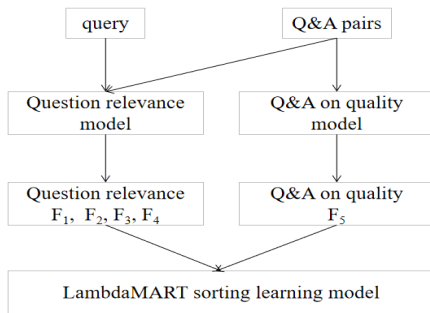 query
Q&A pairs
Question relevance
model
Q&A on quality
model
Question relevance
F₁, F₂, F₃, F₄
Q&A on quality
F₅
LambdaMART sorting learning model